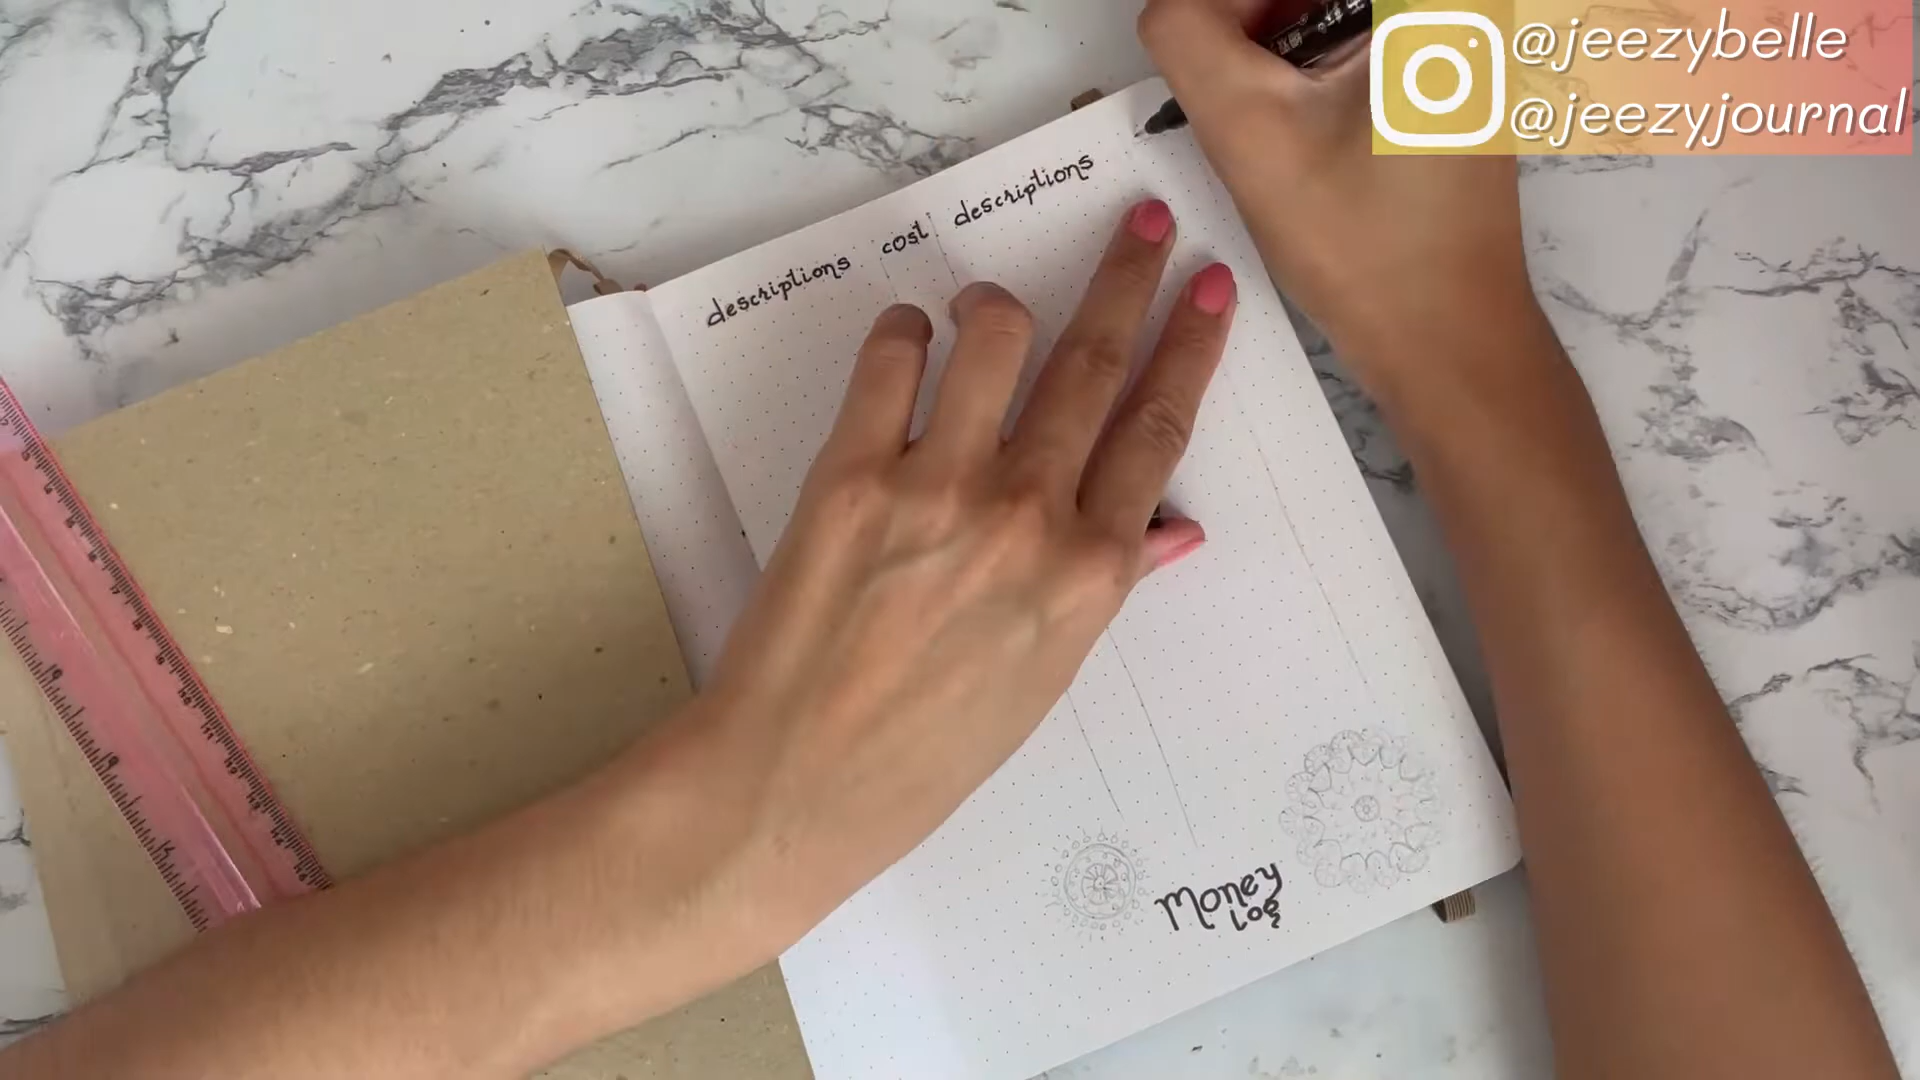 @jeezybelle
@jeezyjournal
descriptions cost descriptions
Money
log